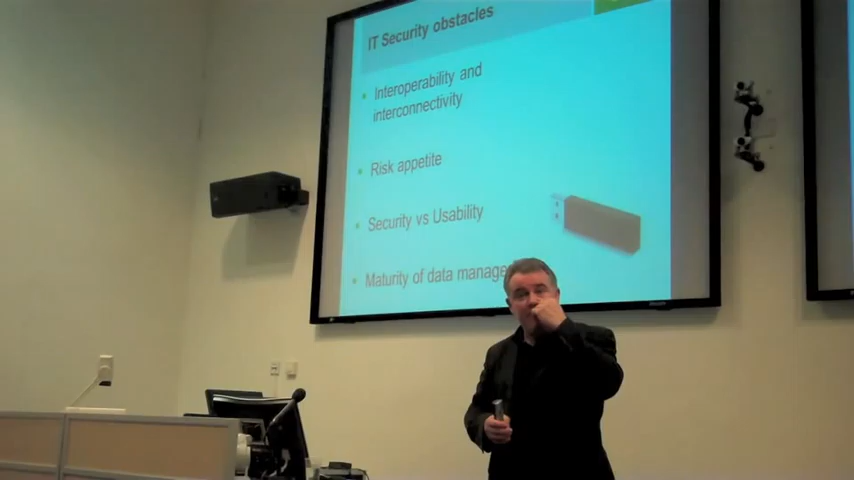 IT Security obstacles
Interoperability and
interconnectivity
Risk appetite
Security vs Usability
Maturity of data manage